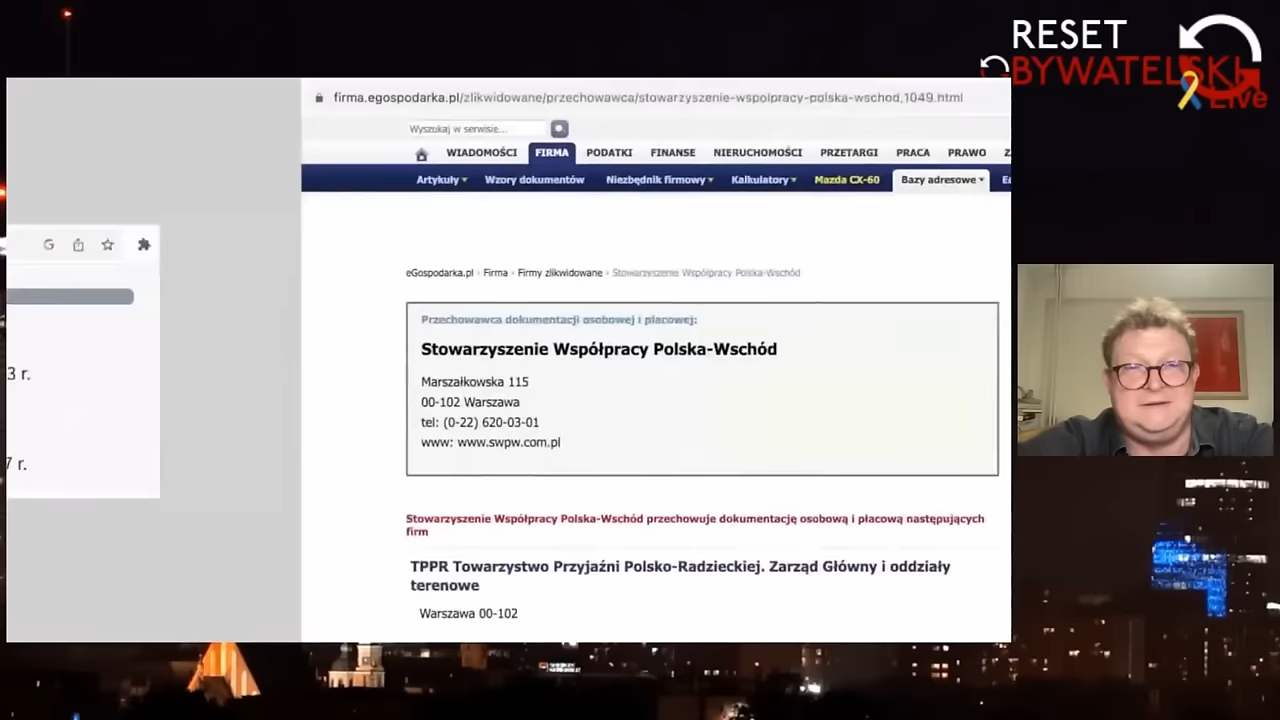 RESET
OBYWATELSKI
Live
firma.egospodarka.pl/zlikwidowane/przechowawca/stowarzyszenie-wspolpracy-polska-wschod,1049.html
Wyszukaj w serwisie...
WIADOMOŚCI FIRMA PODATKI FINANSE NIERUCHOMOŚCI PRZETARGI PRACA PRAWO Z
Artykuły Wzory dokumentów Niezbędnik firmowy Kalkulatory Mazda CX-60 Bazy adresowe
G
eGospodarka.pl › Firma › Firmy zlikwidowane › Stowarzyszenie Współpracy Polska-Wschód
Przechowawca dokumentacji osobowej i płacowej:
Stowarzyszenie Współpracy Polska-Wschód
3 r.
Marszałkowska 115
00-102 Warszawa
tel: (0-22) 620-03-01
www: www.swpw.com.pl
7 r.
Stowarzyszenie Współpracy Polska-Wschód przechowuje dokumentację osobową i płacową następujących
firm
TPPR Towarzystwo Przyjaźni Polsko-Radzieckiej. Zarząd Główny i oddziały
terenowe
Warszawa 00-102